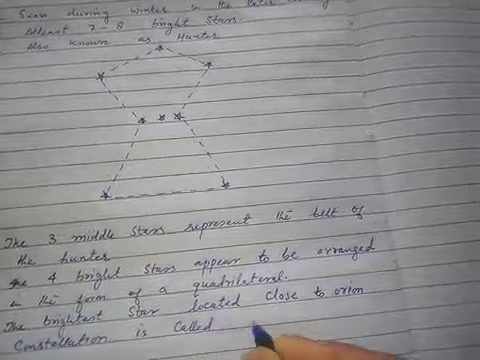 Seen during winter in the late evening
Atleast 7-8 bright Stars.
Also known as Hunter
The 3 middle Stars represent the belt of
the hunter
The 4 bright Stars appear to be arranged
in the form of a quadrilateral.
The brightest Star located close to orion
Constellation is called